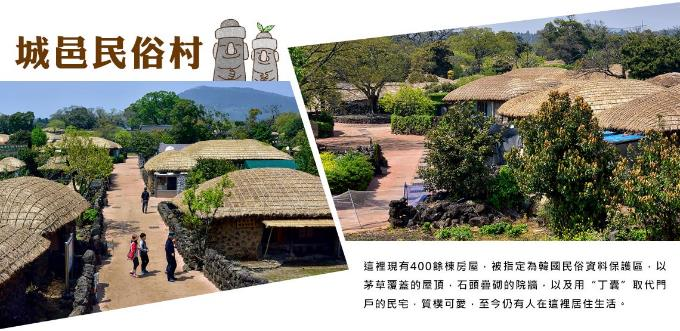 城邑民俗村
這裡現有400餘棟房屋，被指定為韓國民俗資料保護區，以
茅草覆蓋的屋頂，石頭疊砌的院牆，以及用“丁囊”取代門
戶的民宅，質樸可愛，至今仍有人在這裡居住生活。